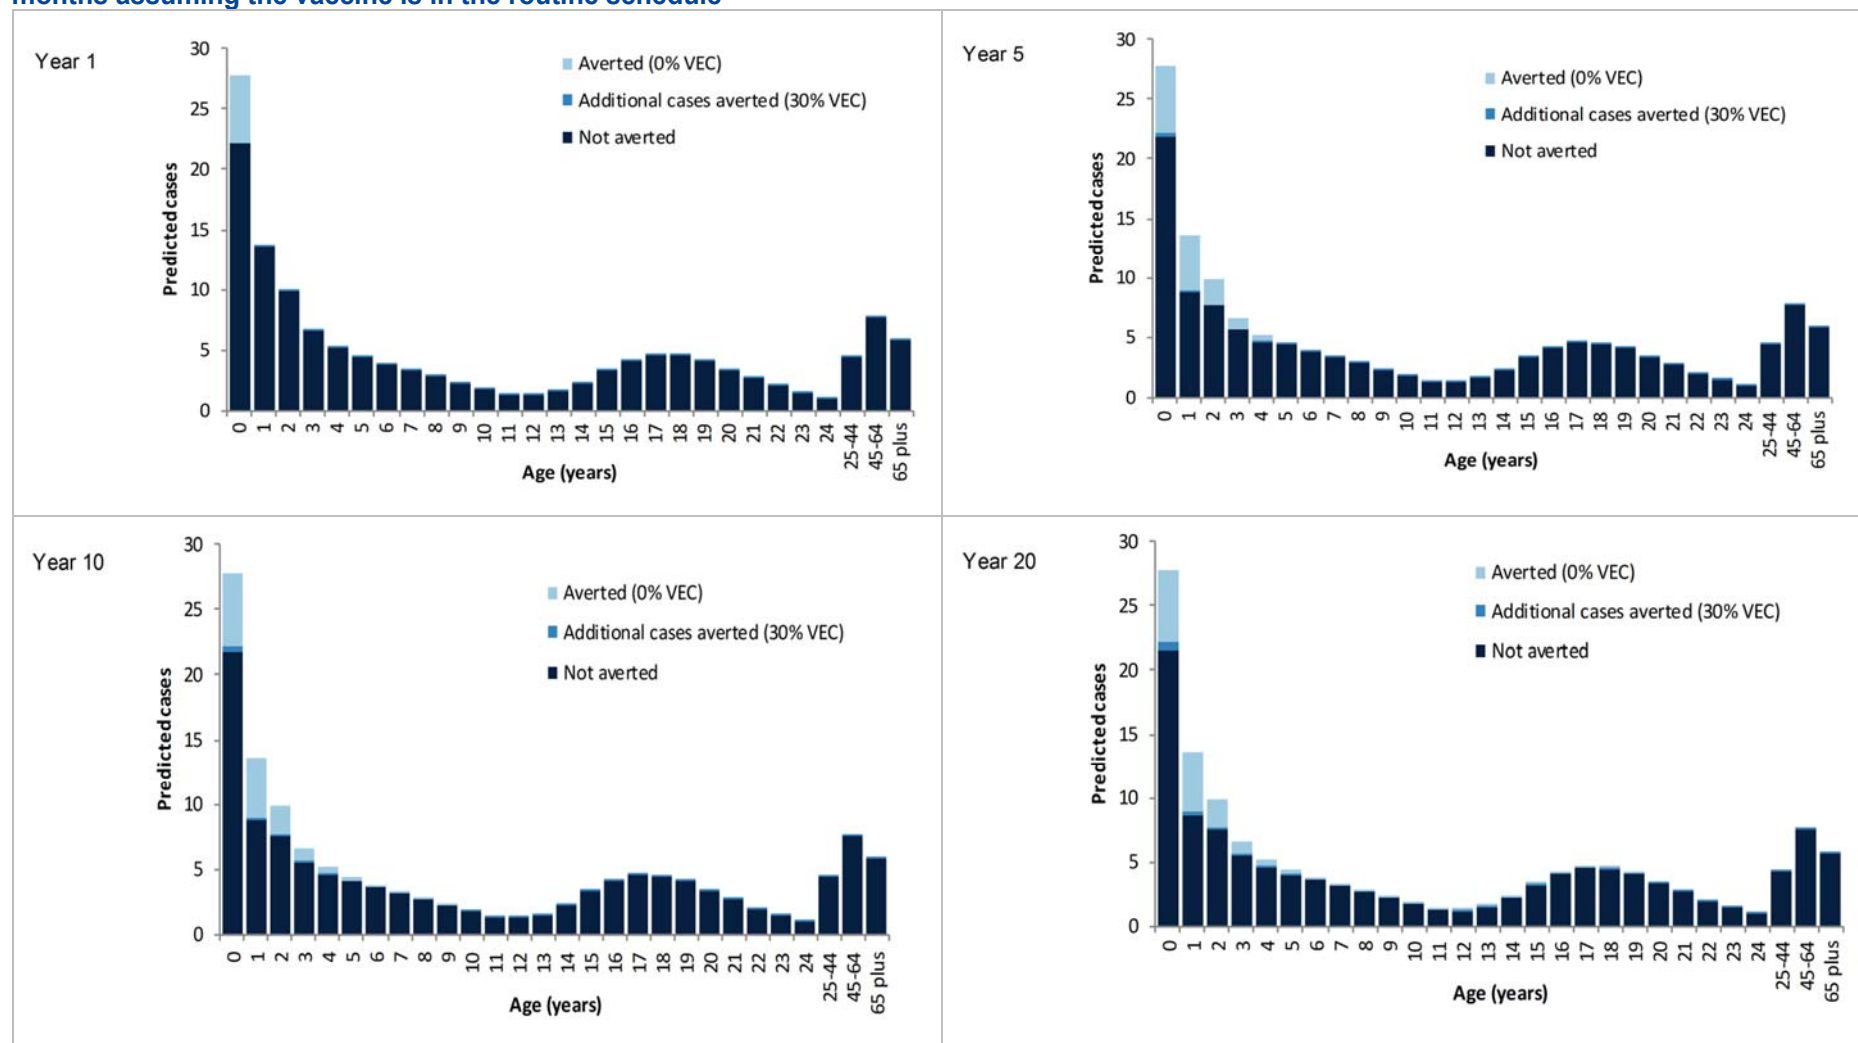 months assuming the vaccine is in the routine schedule
Year 1
30
25
20
15
10
5
0
Predicted cases
Averted (0% VEC)
Additional cases averted (30% VEC)
Not averted
0 1 2 3 4 5 6 7 8 9 10 11 12 13 14 15 16 17 18 19 20 21 22 23 24 25-44 45-64 65 plus
Age (years)
Year 5
30
25
20
15
10
5
0
Predicted cases
Averted (0% VEC)
Additional cases averted (30% VEC)
Not averted
0 1 2 3 4 5 6 7 8 9 10 11 12 13 14 15 16 17 18 19 20 21 22 23 24 25-44 45-64 65 plus
Age (years)
Year 10
30
25
20
15
10
5
0
Predicted cases
Averted (0% VEC)
Additional cases averted (30% VEC)
Not averted
0 1 2 3 4 5 6 7 8 9 10 11 12 13 14 15 16 17 18 19 20 21 22 23 24 25-44 45-64 65 plus
Age (years)
Year 20
30
25
20
15
10
5
0
Predicted cases
Averted (0% VEC)
Additional cases averted (30% VEC)
Not averted
0 1 2 3 4 5 6 7 8 9 10 11 12 13 14 15 16 17 18 19 20 21 22 23 24 25-44 45-64 65 plus
Age (years)